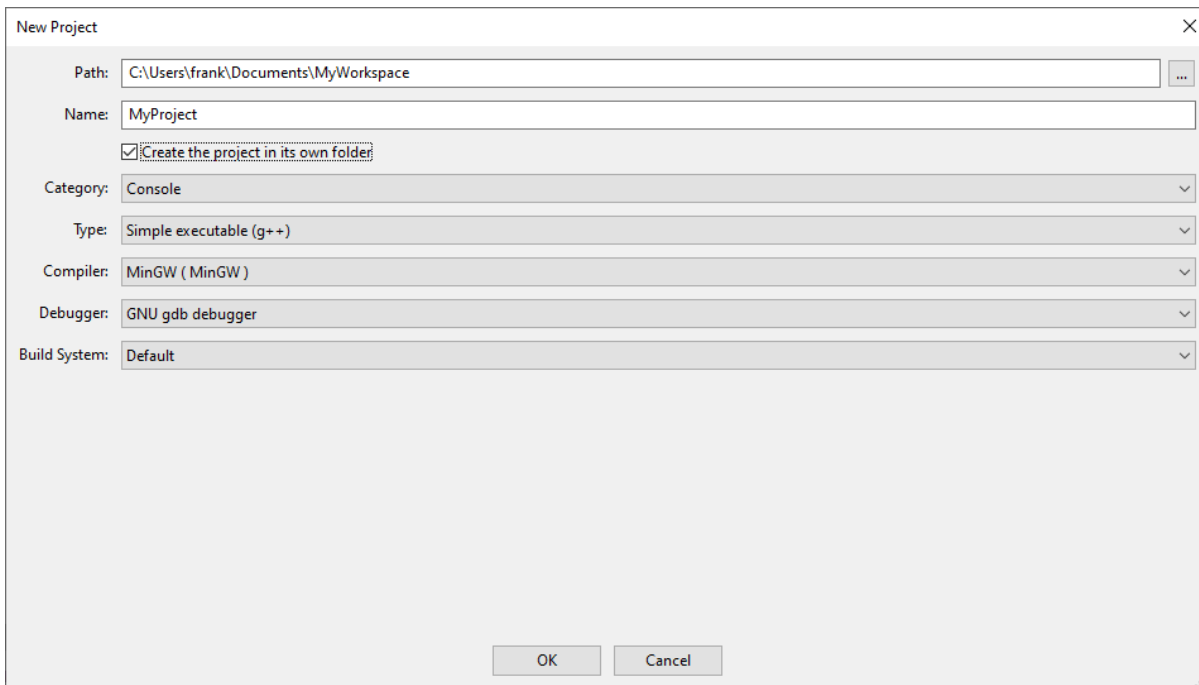 New Project
Path: C:\Users\frank\Documents\MyWorkspace ...
Name: MyProject
Create the project in its own folder
Category: Console
Type: Simple executable (g++)
Compiler: MinGW ( MinGW )
Debugger: GNU gdb debugger
Build System: Default
OK Cancel